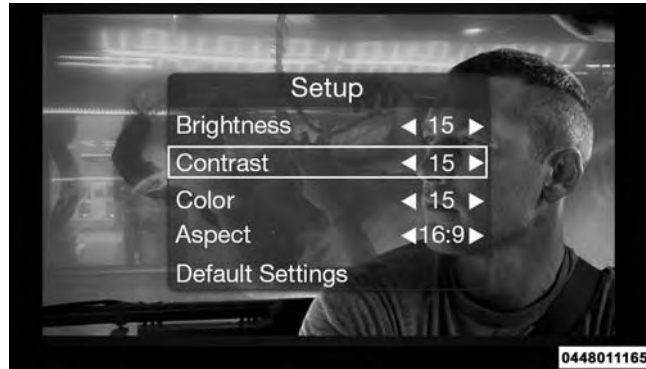 Setup
Brightness ◀ 15 ▶
Contrast ◀ 15 ▶
Color ◀ 15 ▶
Aspect ◀16:9▶
Default Settings
0448011165